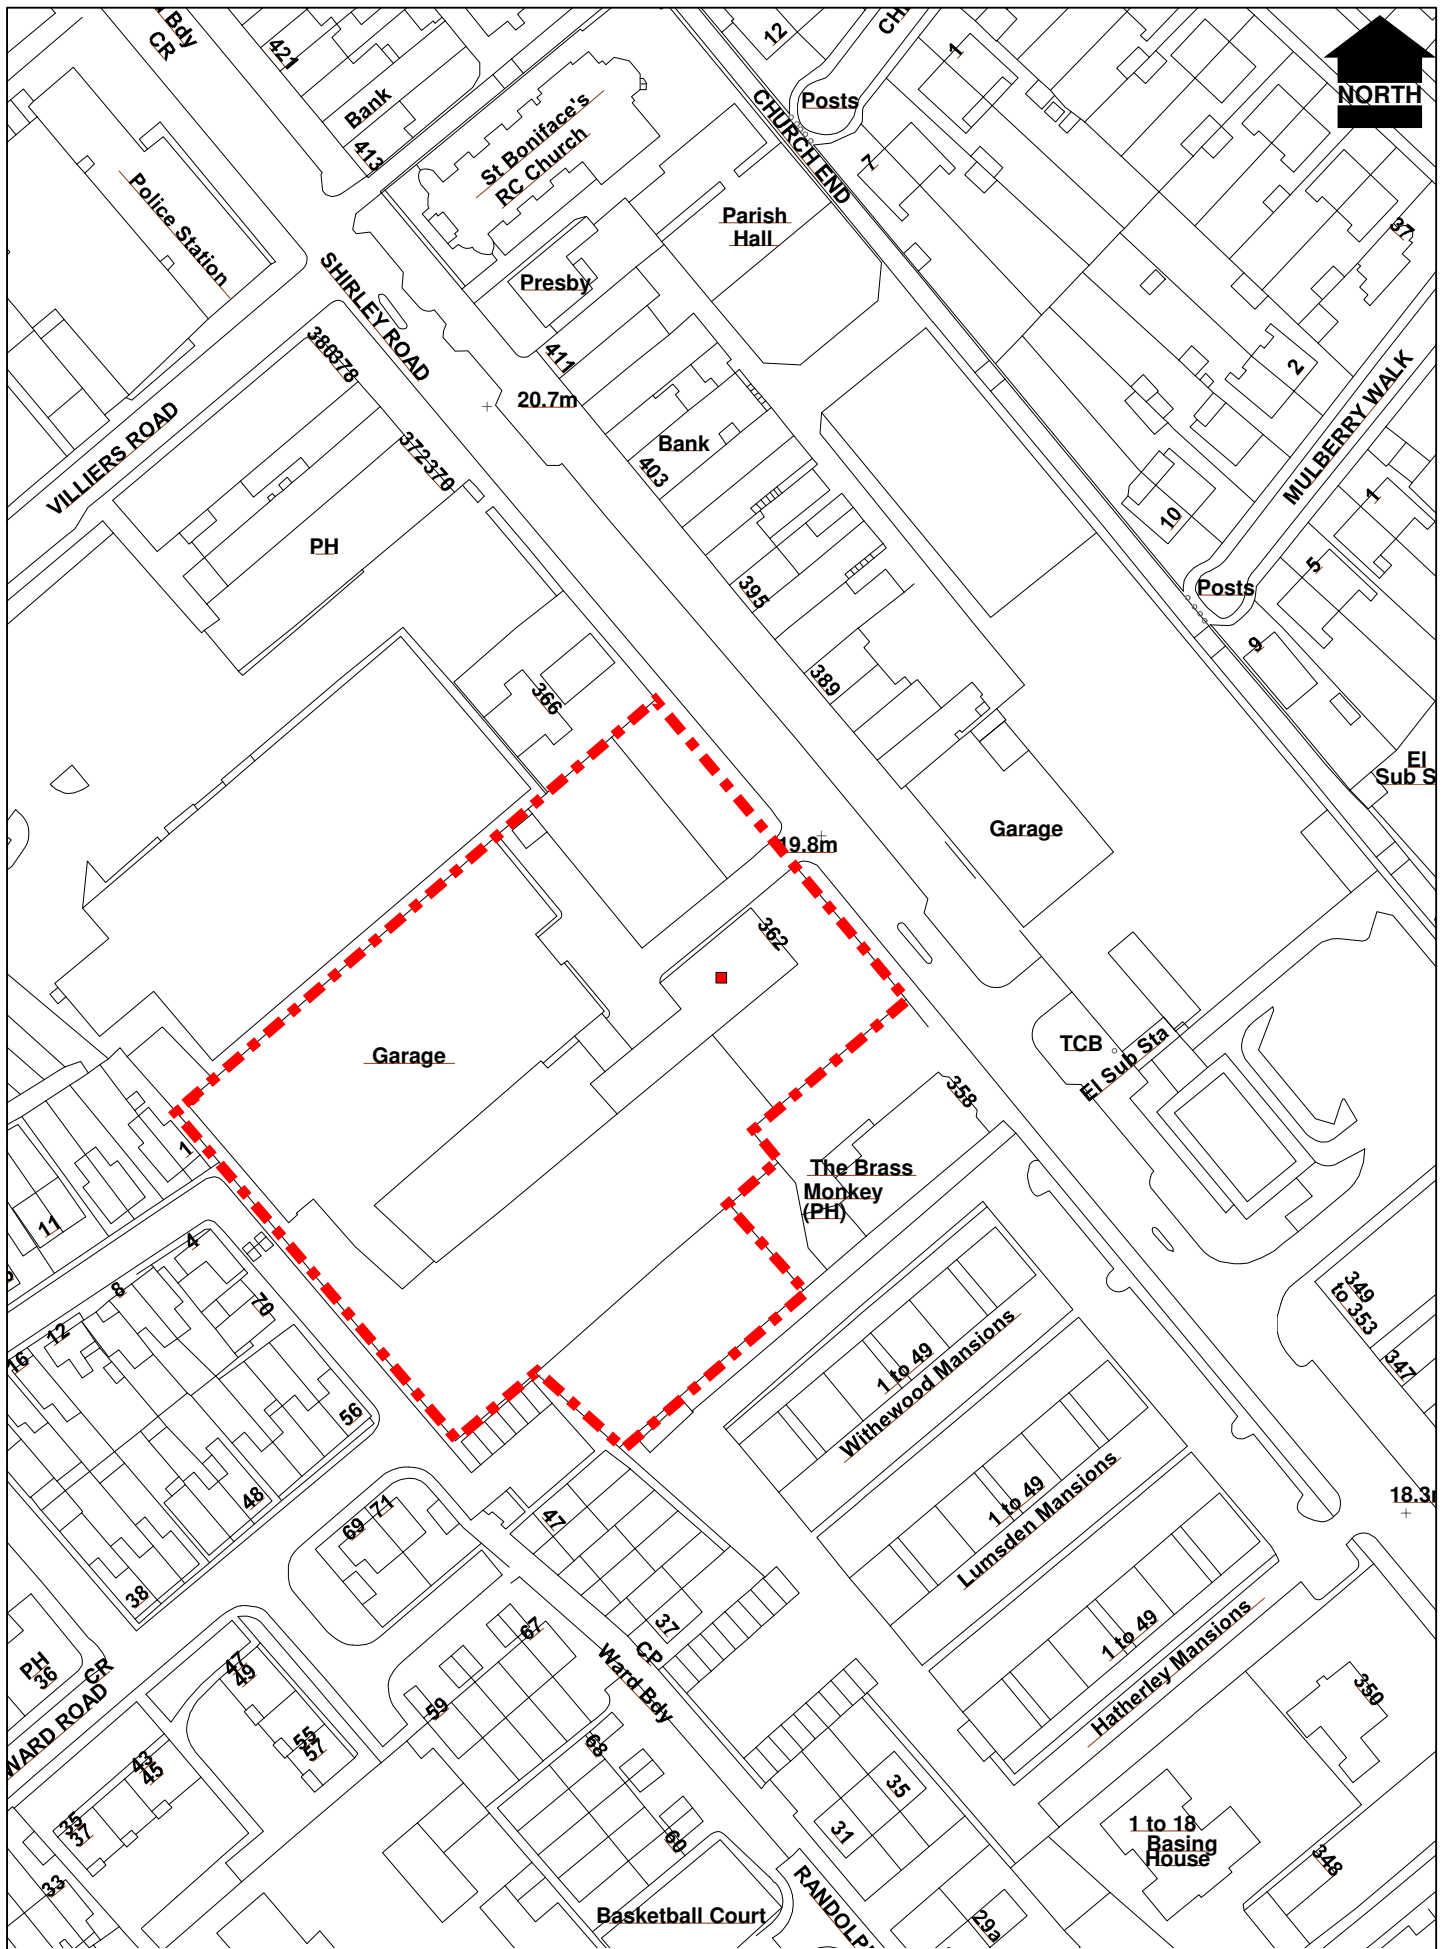 Bdy
CR
421
Bank
413
St Boniface's
RC Church
12
Posts
CHURCH END
1
7
NORTH
Police Station
SHIRLEY ROAD
Parish
Hall
Presby
411
37
380
378
20.7m
VILLIERS ROAD
372
370
Bank
403
2
MULBERRY WALK
10
1
PH
395
5
Posts
9
366
389
El
Sub S
Garage
19.8m
362
Garage
TCB
El Sub Sta
358
1
The Brass
Monkey
(PH)
11
4
8
12
16
70
56
48
38
1 to 49
Withewood Mansions
349
to 353
347
1 to 49
Lumsden Mansions
18.3
47
69
71
1 to 49
Hatherley Mansions
37
67
CP
Ward Bdy
59
PH
36
CR
WARD ROAD
47
49
55
57
43
45
35
37
33
68
60
35
31
350
1 to 18
Basing
House
348
Basketball Court
RANDOLP
29a